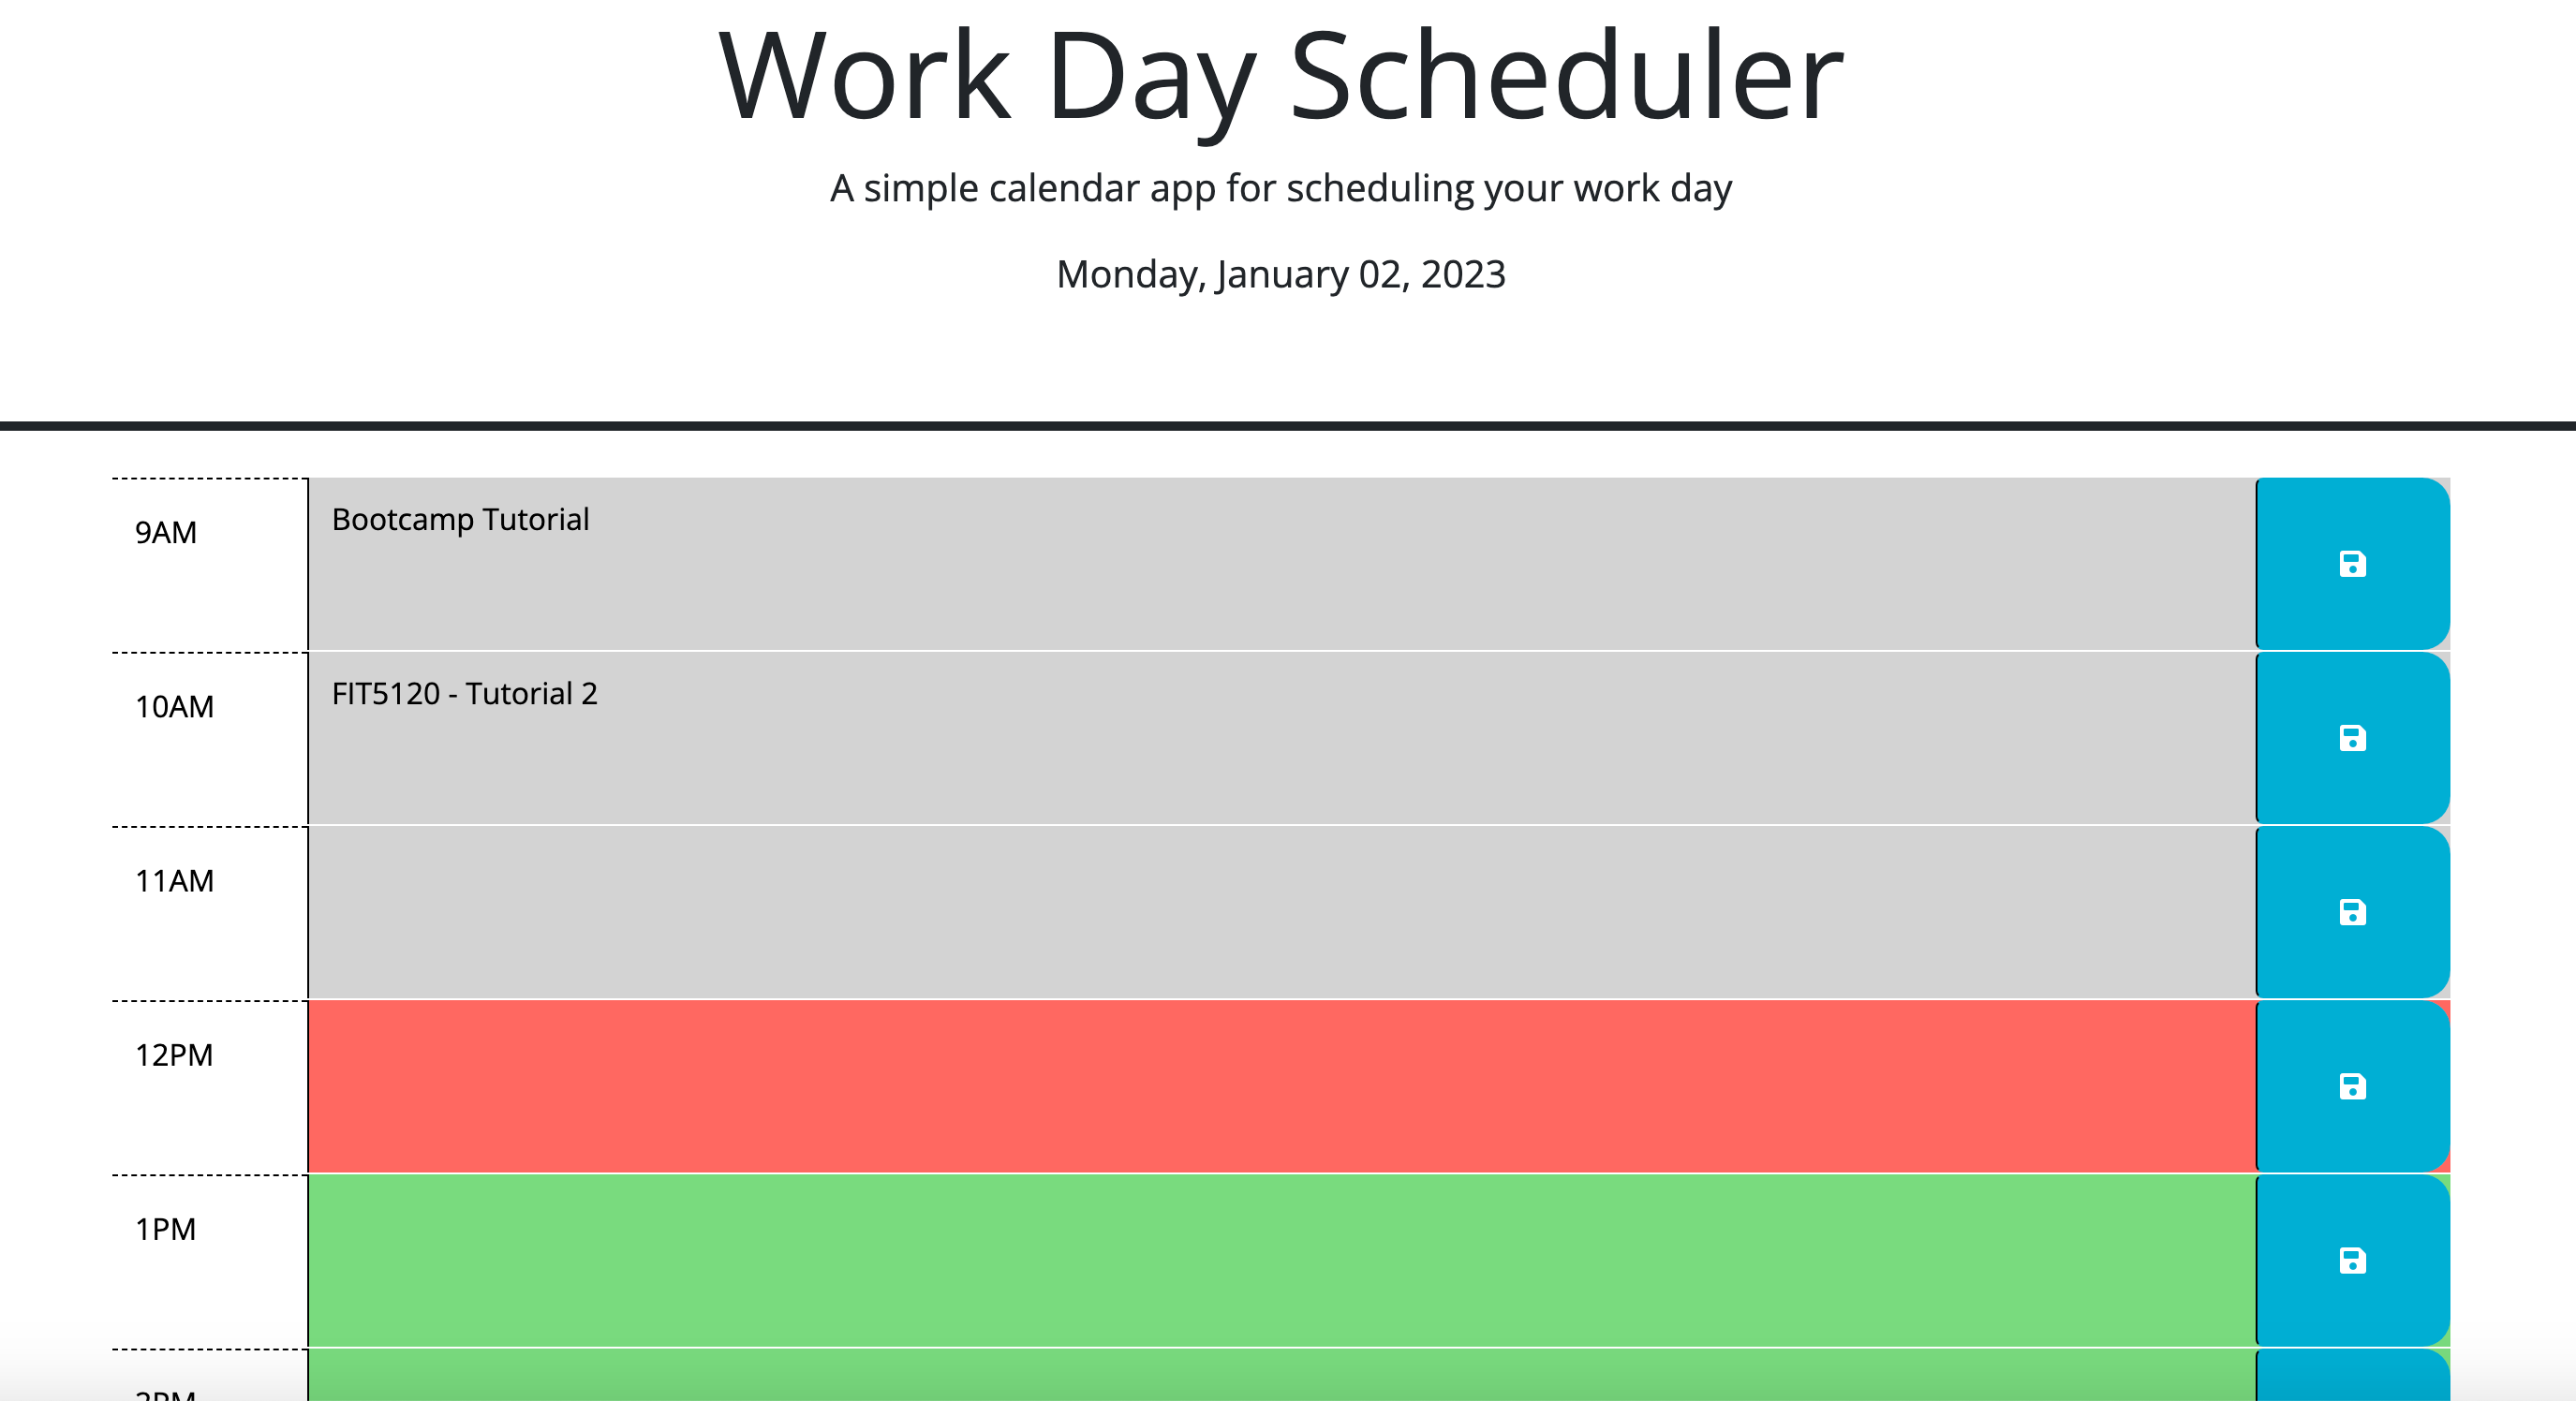 Work Day Scheduler
A simple calendar app for scheduling your work day
Monday, January 02, 2023
9AM
Bootcamp Tutorial
10AM
FIT5120 - Tutorial 2
11AM
12PM
1PM
2PM